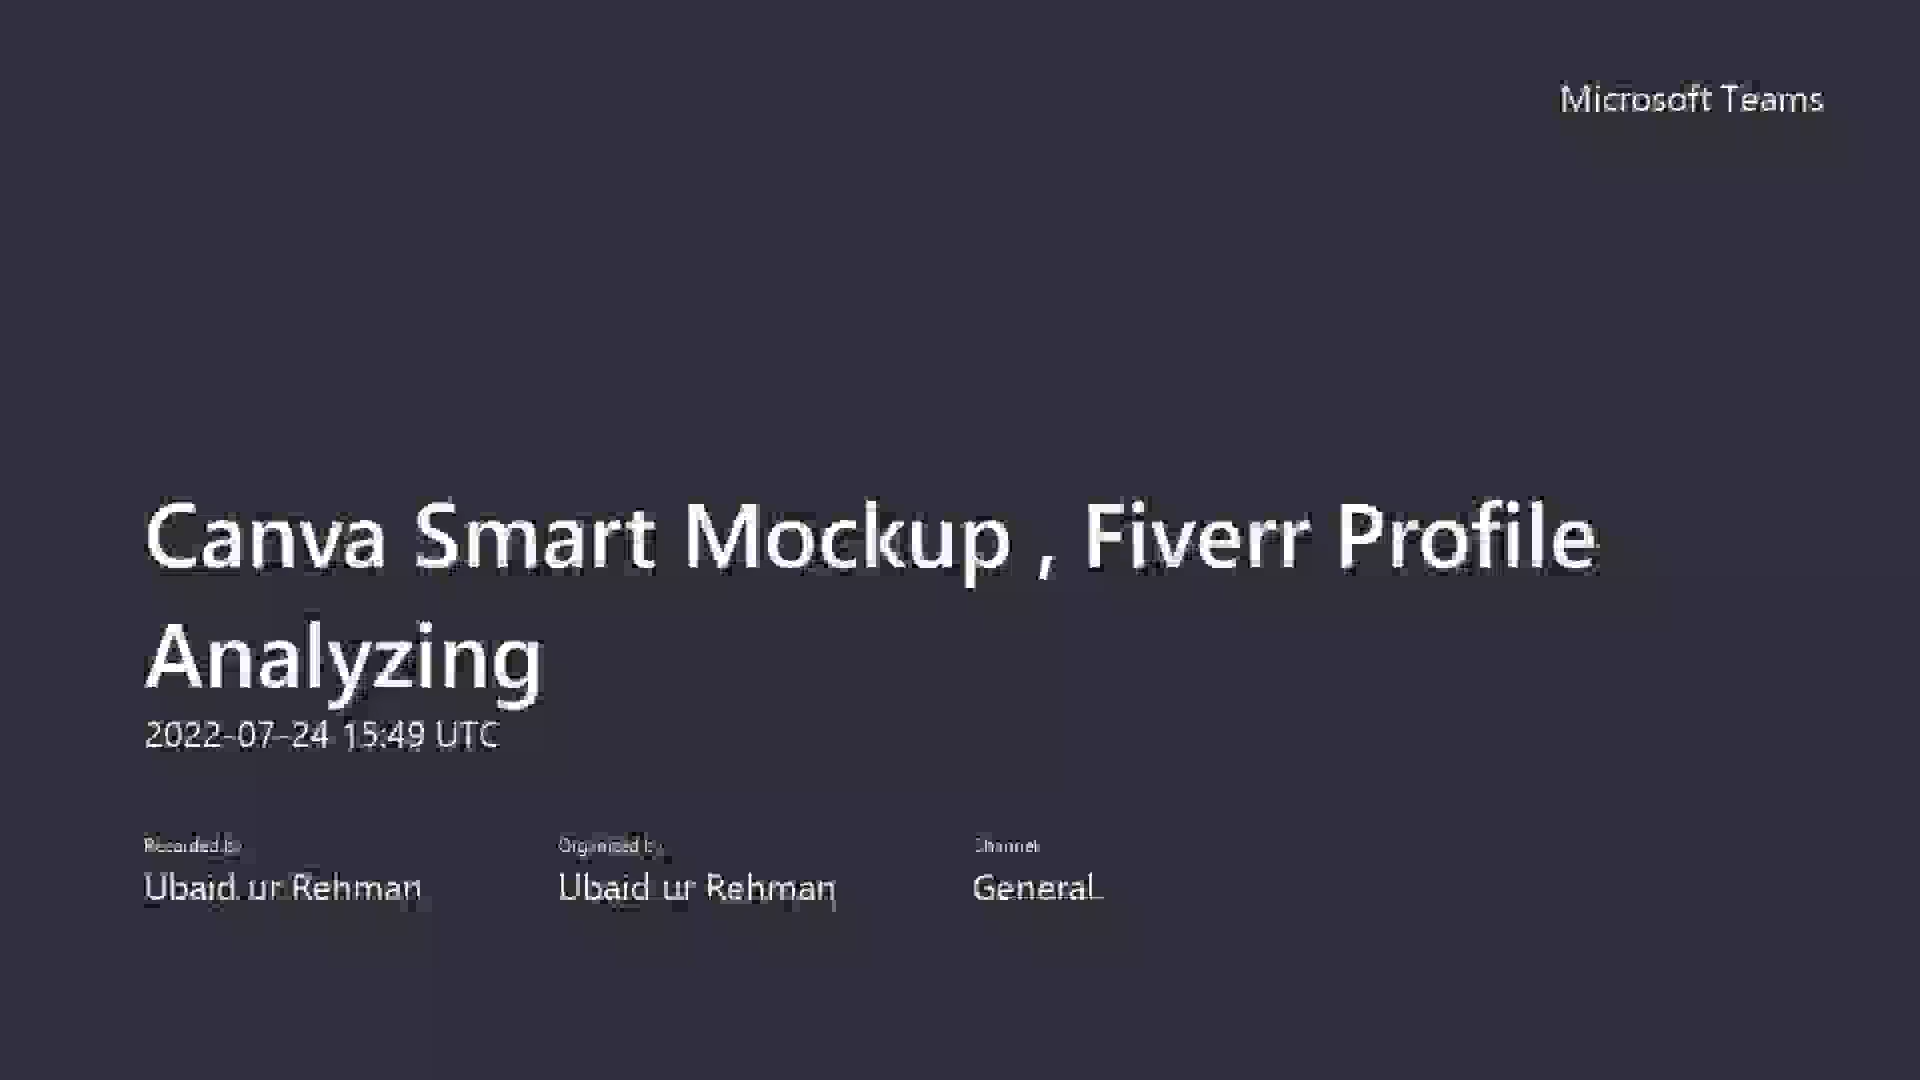 Microsoft Teams
Canva Smart Mockup , Fiverr Profile
Analyzing
2022-07-24 15:49 UTC
Recorded by Organized by Channel
Ubaid ur Rehman Ubaid ur Rehman General